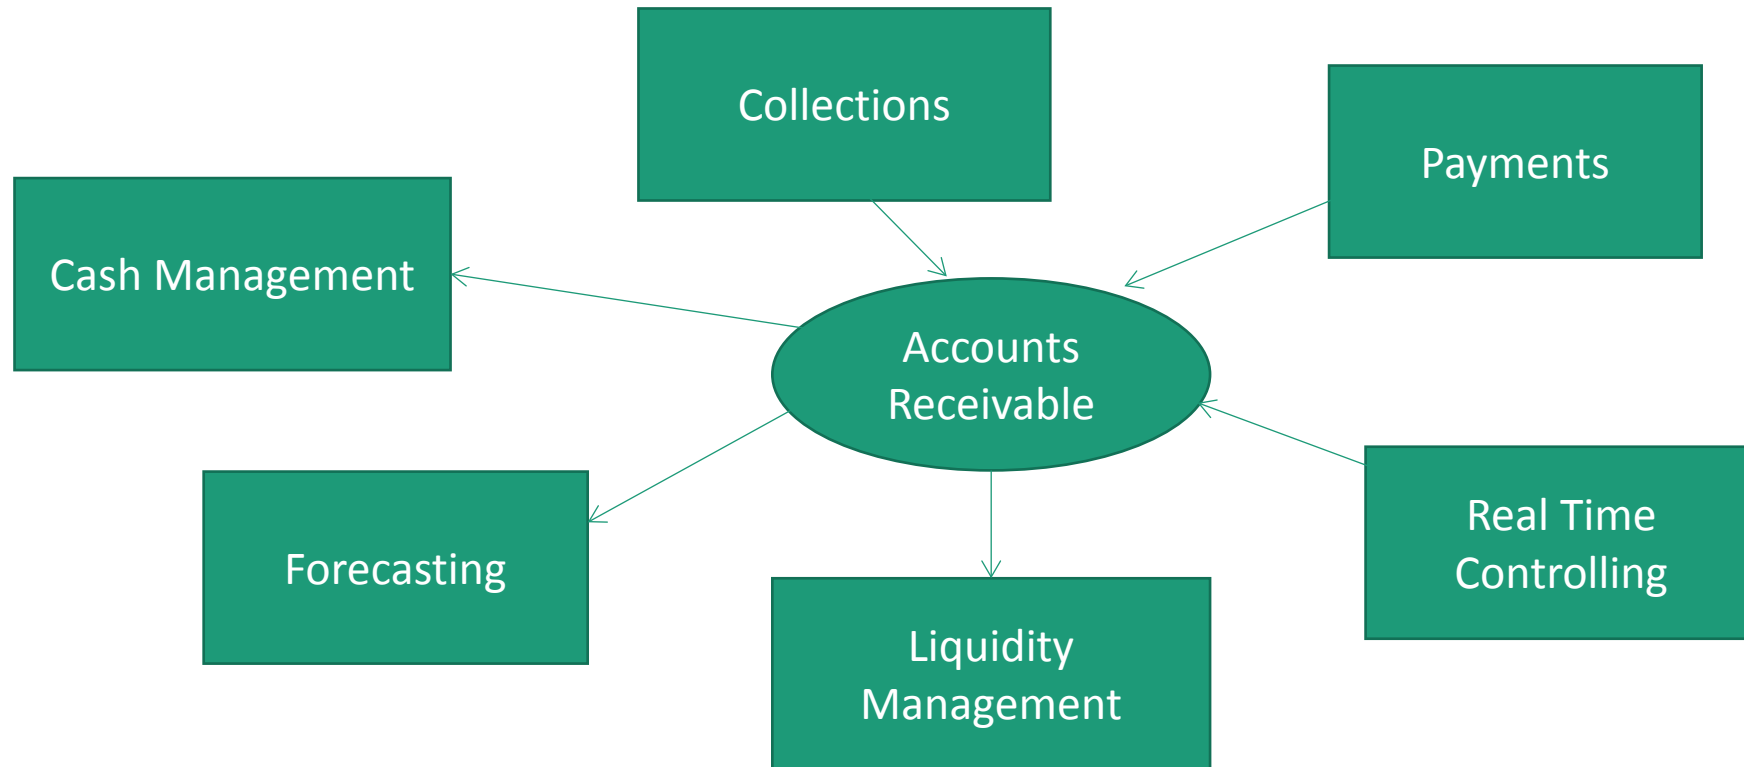 Collections
Payments
Cash Management
Accounts
Receivable
Real Time
Controlling
Forecasting
Liquidity
Management